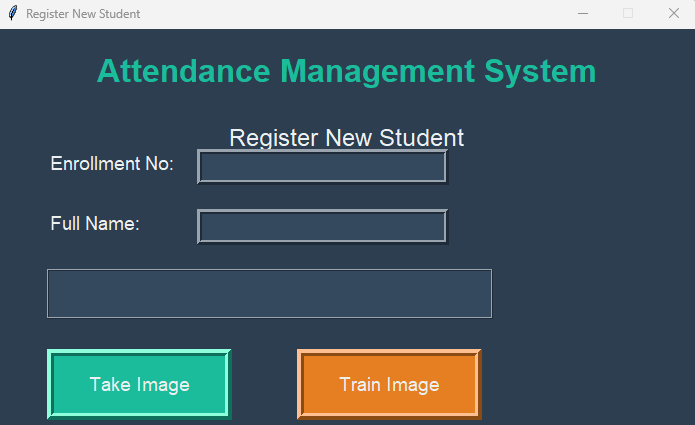 Register New Student
Attendance Management System
Register New Student
Enrollment No:
Full Name:
Take Image
Train Image